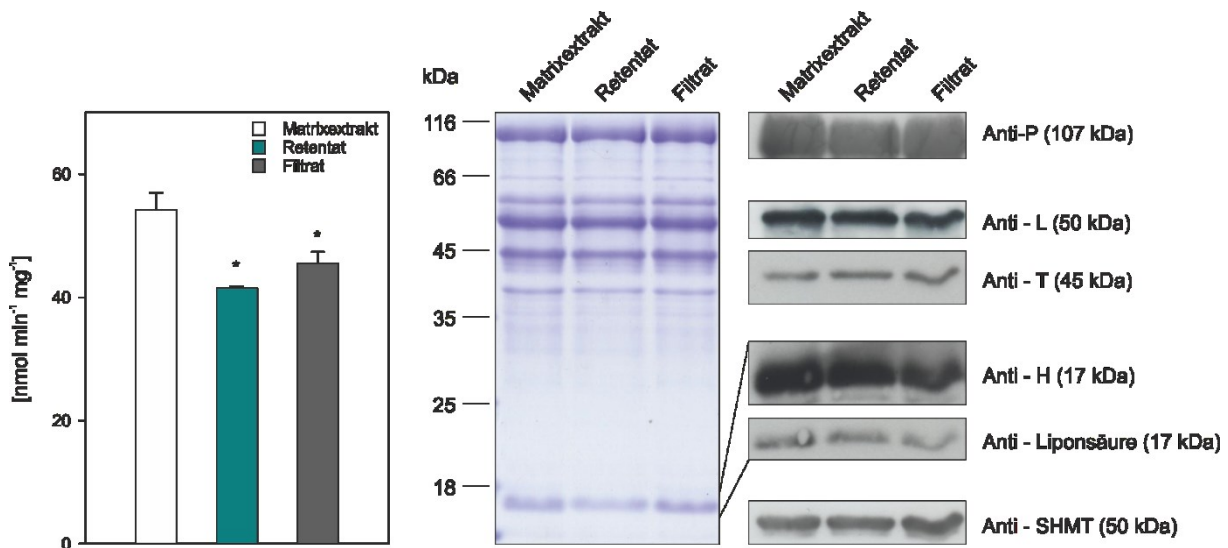 [nmol min⁻¹ mg⁻¹]
60
40
20
0
Matrixextrakt
Retentat
Filtrat
*
*
kDa
116
66
45
35
25
18
Matrixextrakt
Retentat
Filtrat
Matrixextrakt
Retentat
Filtrat
Anti-P (107 kDa)
Anti - L (50 kDa)
Anti - T (45 kDa)
Anti - H (17 kDa)
Anti - Liponsäure (17 kDa)
Anti - SHMT (50 kDa)